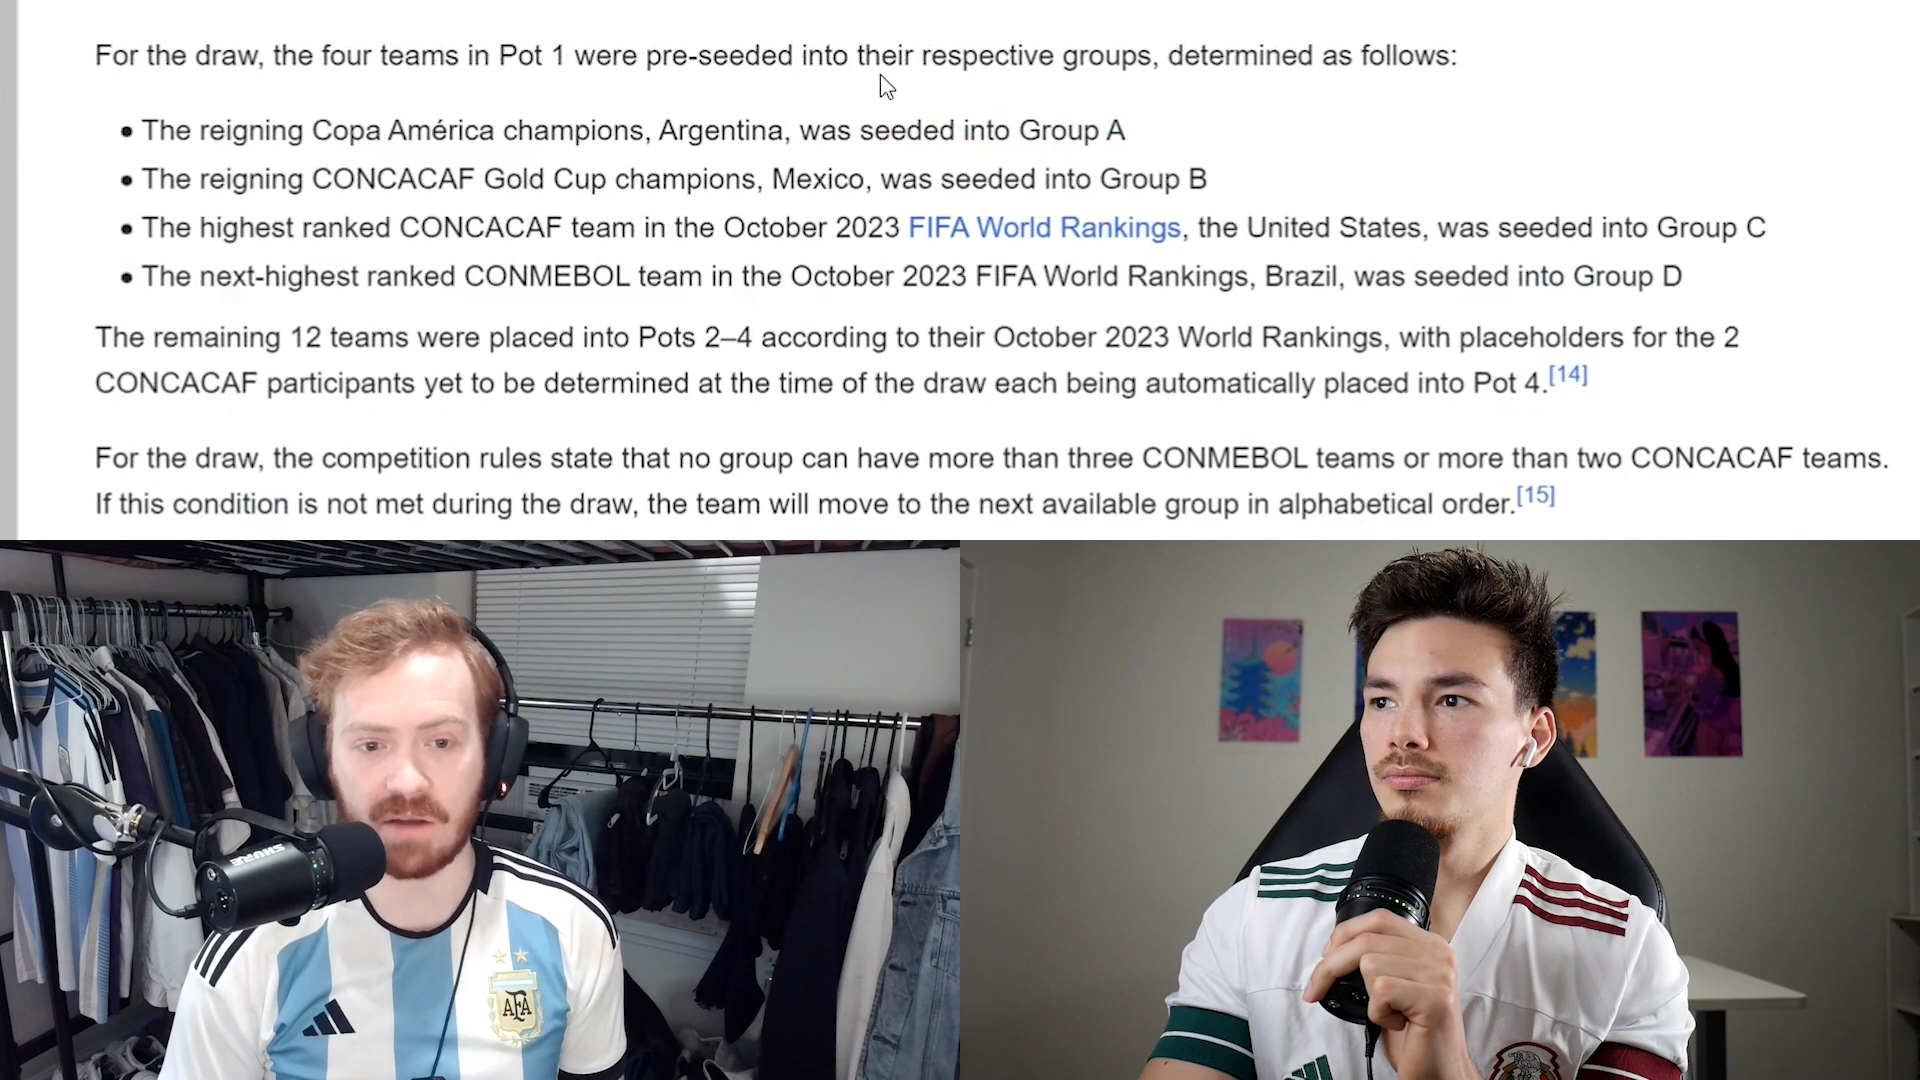 For the draw, the four teams in Pot 1 were pre-seeded into their respective groups, determined as follows:
• The reigning Copa América champions, Argentina, was seeded into Group A
• The reigning CONCACAF Gold Cup champions, Mexico, was seeded into Group B
• The highest ranked CONCACAF team in the October 2023 FIFA World Rankings, the United States, was seeded into Group C
• The next-highest ranked CONMEBOL team in the October 2023 FIFA World Rankings, Brazil, was seeded into Group D
The remaining 12 teams were placed into Pots 2–4 according to their October 2023 World Rankings, with placeholders for the 2
CONCACAF participants yet to be determined at the time of the draw each being automatically placed into Pot 4.[14]
For the draw, the competition rules state that no group can have more than three CONMEBOL teams or more than two CONCACAF teams.
If this condition is not met during the draw, the team will move to the next available group in alphabetical order.[15]
SHURE
AFA